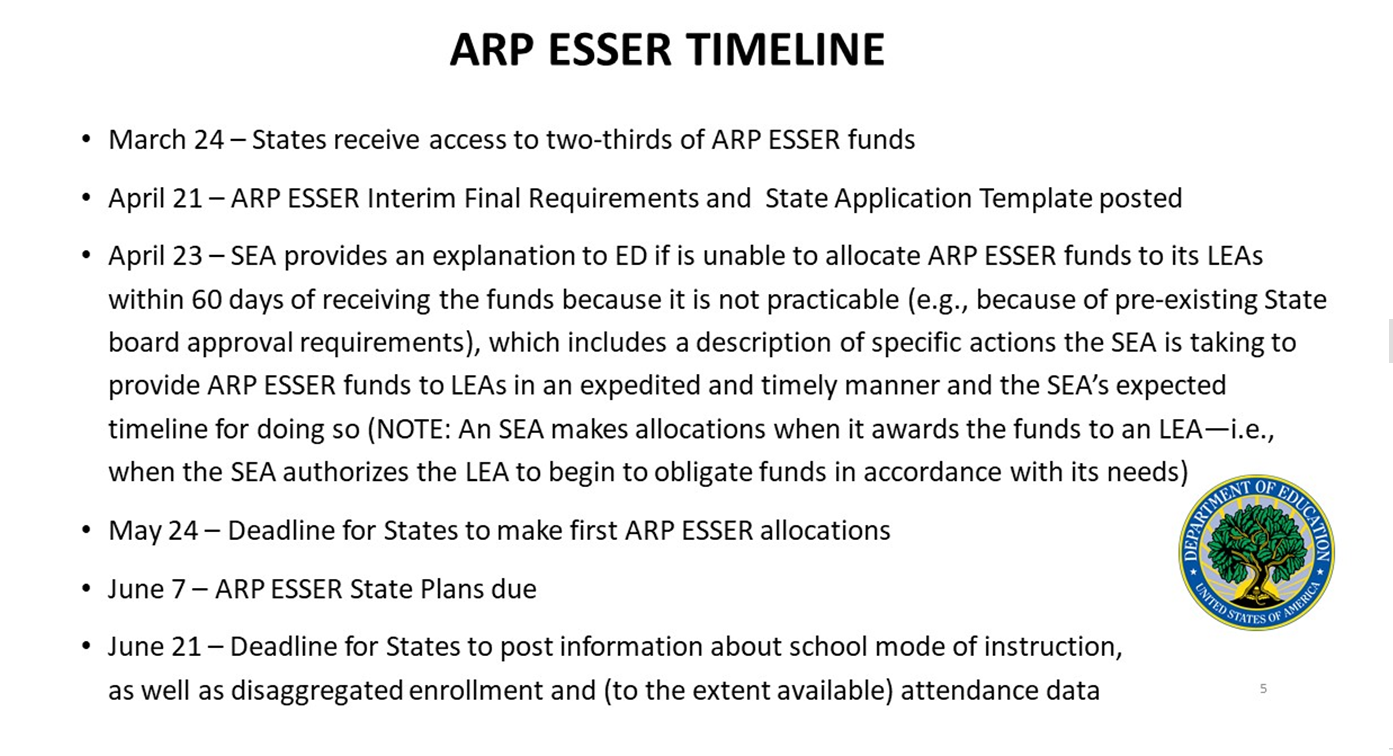 ARP ESSER TIMELINE
• March 24 – States receive access to two-thirds of ARP ESSER funds
• April 21 – ARP ESSER Interim Final Requirements and  State Application Template posted
• April 23 – SEA provides an explanation to ED if is unable to allocate ARP ESSER funds to its LEAs
within 60 days of receiving the funds because it is not practicable (e.g., because of pre-existing State
board approval requirements), which includes a description of specific actions the SEA is taking to
provide ARP ESSER funds to LEAs in an expedited and timely manner and the SEA’s expected
timeline for doing so (NOTE: An SEA makes allocations when it awards the funds to an LEA—i.e.,
when the SEA authorizes the LEA to begin to obligate funds in accordance with its needs)
• May 24 – Deadline for States to make first ARP ESSER allocations
• June 7 – ARP ESSER State Plans due
• June 21 – Deadline for States to post information about school mode of instruction,
as well as disaggregated enrollment and (to the extent available) attendance data
DEPARTMENT OF EDUCATION
UNITED STATES OF AMERICA
5